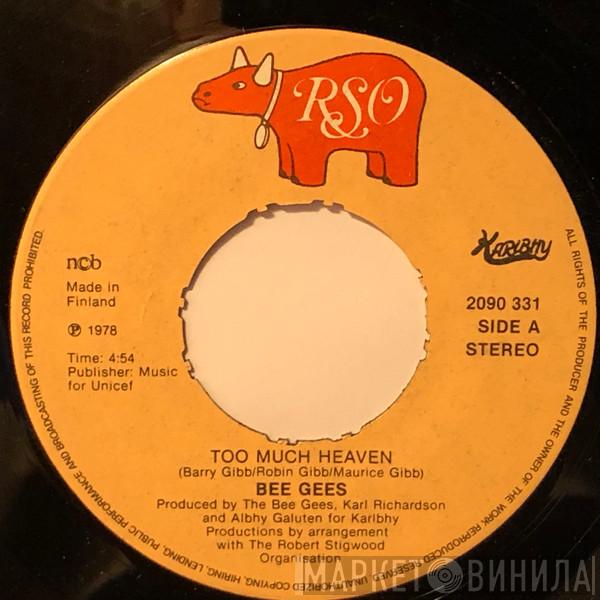 RSO
KARLBHY
ncb
Made in
Finland
℗ 1978
Time: 4:54
Publisher: Music
for Unicef
2090 331
SIDE A
STEREO
TOO MUCH HEAVEN
(Barry Gibb/Robin Gibb/Maurice Gibb)
BEE GEES
Produced by The Bee Gees, Karl Richardson
and Albhy Galuten for Karlbhy
Productions by arrangement
with The Robert Stigwood
Organisation.
ALL RIGHTS OF THE PRODUCER AND THE OWNER OF THE WORK REPRODUCED RESERVED UNAUTHORIZED COPYING, HIRING, LENDING, PUBLIC PERFORMANCE AND BROADCASTING OF THIS RECORD PROHIBITED.
МАРКЕТ ВИНИЛА